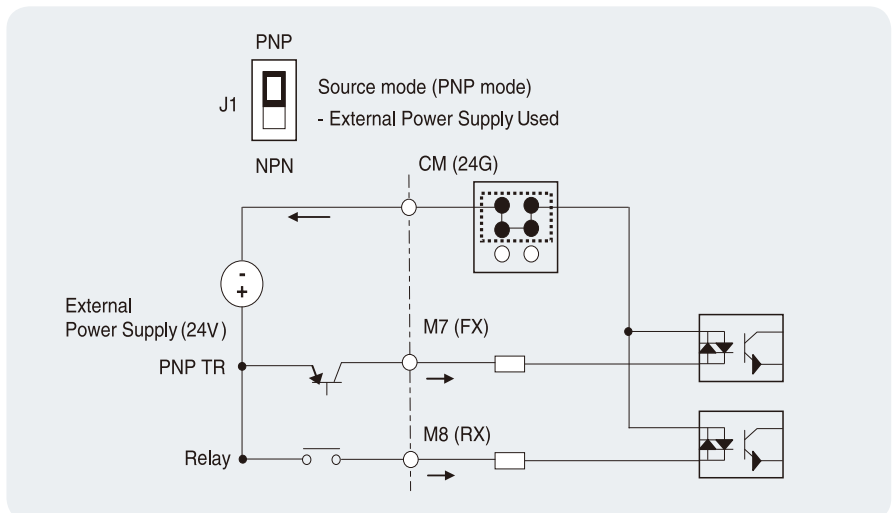 PNP
J1
Source mode (PNP mode)
- External Power Supply Used
NPN
CM (24G)
-
+
External
Power Supply (24V)
M7 (FX)
PNP TR
M8 (RX)
Relay